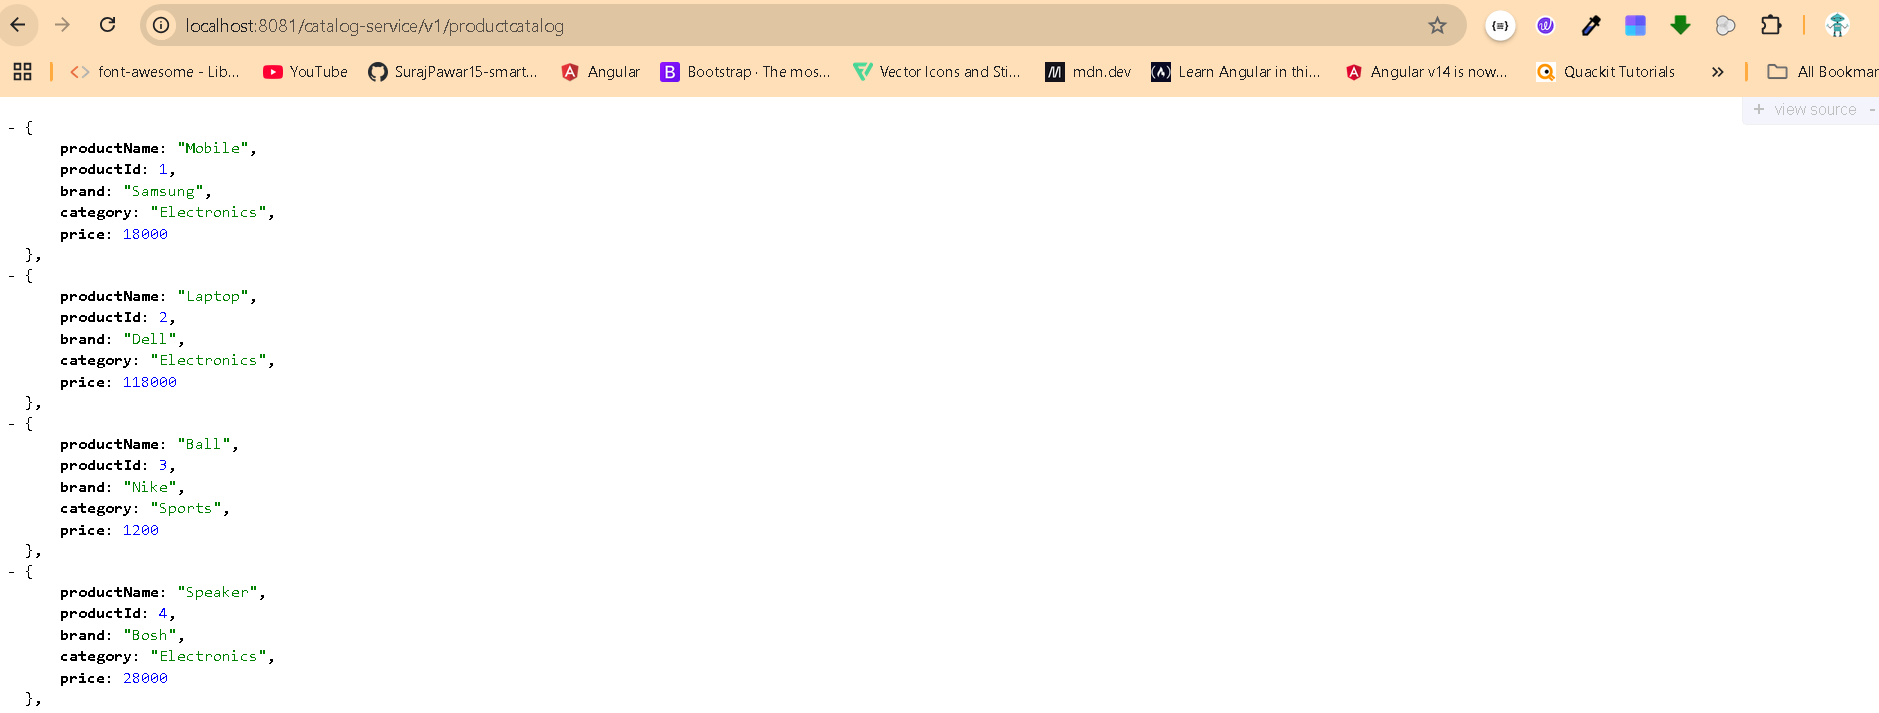 localhost:8081/catalog-service/v1/productcatalog
font-awesome - Lib... YouTube SurajPawar15-smart... Angular Bootstrap · The mos... Vector Icons and Sti... mdn.dev Learn Angular in thi... Angular v14 is now... Quackit Tutorials » All Bookmar
+ view source -
- {
productName: "Mobile",
productId: 1,
brand: "Samsung",
category: "Electronics",
price: 18000
},
- {
productName: "Laptop",
productId: 2,
brand: "Dell",
category: "Electronics",
price: 118000
},
- {
productName: "Ball",
productId: 3,
brand: "Nike",
category: "Sports",
price: 1200
},
- {
productName: "Speaker",
productId: 4,
brand: "Bosh",
category: "Electronics",
price: 28000
},